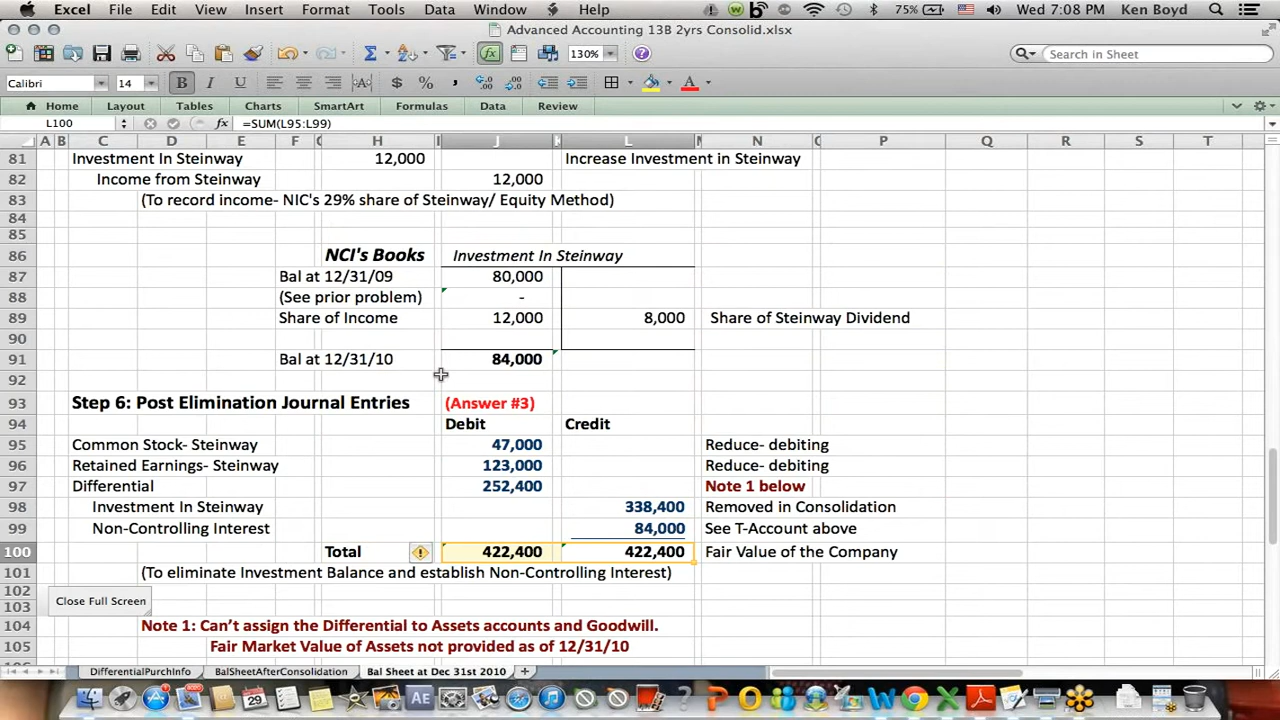 Excel File Edit View Insert Format Tools Data Window Help 75% Wed 7:08 PM Ken Boyd
Advanced Accounting 13B 2yrs Consolid.xlsx
130% Search in Sheet
Calibri 14 B I U ABC $ % A
Home Layout Tables Charts SmartArt Formulas Data Review
L100 fx =SUM(L95:L99)
A B C D E F G H I J K L M N O P Q R S T
81 Investment In Steinway 12,000 Increase Investment in Steinway
82 Income from Steinway 12,000
83 (To record income- NIC's 29% share of Steinway/ Equity Method)
84
85
86 NCI's Books Investment In Steinway
87 Bal at 12/31/09 80,000
88 (See prior problem) -
89 Share of Income 12,000 8,000 Share of Steinway Dividend
90
91 Bal at 12/31/10 84,000
92
93 Step 6: Post Elimination Journal Entries (Answer #3)
94 Debit Credit
95 Common Stock- Steinway 47,000 Reduce- debiting
96 Retained Earnings- Steinway 123,000 Reduce- debiting
97 Differential 252,400 Note 1 below
98 Investment In Steinway 338,400 Removed in Consolidation
99 Non-Controlling Interest 84,000 See T-Account above
100 Total 422,400 422,400 Fair Value of the Company
101 (To eliminate Investment Balance and establish Non-Controlling Interest)
102
103 Close Full Screen
104 Note 1: Can't assign the Differential to Assets accounts and Goodwill.
105 Fair Market Value of Assets not provided as of 12/31/10
DifferentialPurchInfo BalSheetAfterConsolidation Bal Sheet at Dec 31st 2010 +